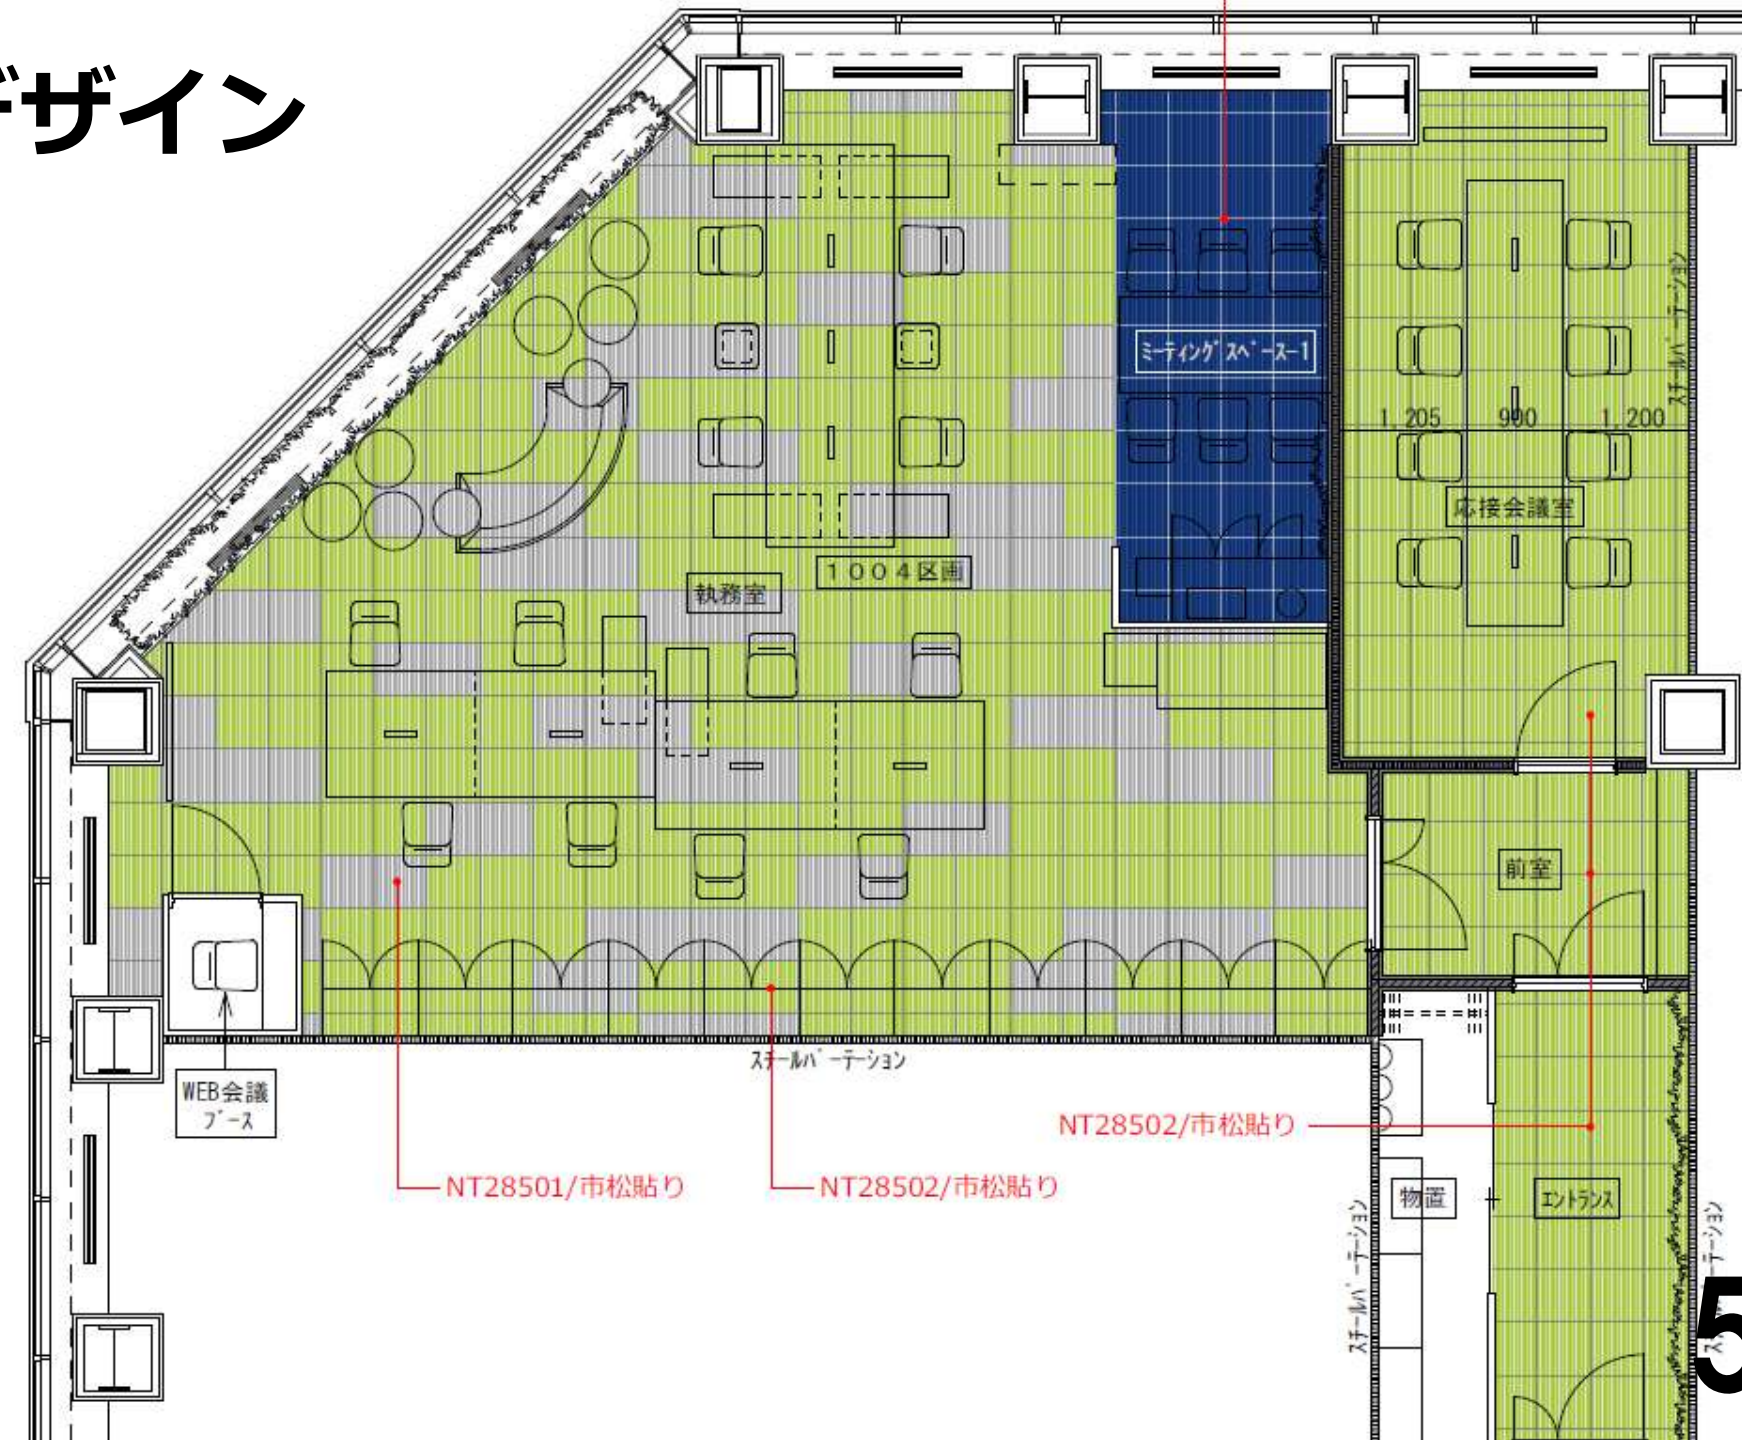 デザイン
ミーティングスペース-1
スチールパーテーション
1,205 900 1,200
応接会議室
1004区画
執務室
前室
スチールパーテーション
WEB会議
ブース
NT28502/市松貼り
NT28501/市松貼り
NT28502/市松貼り
物置
エントランス
スチールパーテーション
スチールパーテーション
5